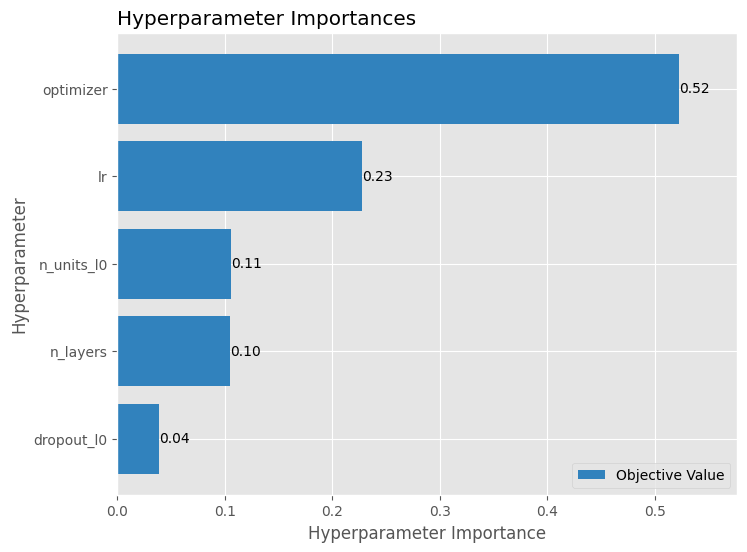 Hyperparameter Importances
optimizer
0.52
lr
0.23
n_units_l0
0.11
n_layers
0.10
dropout_l0
0.04
Hyperparameter
Objective Value
0.0
0.1
0.2
0.3
0.4
0.5
Hyperparameter Importance